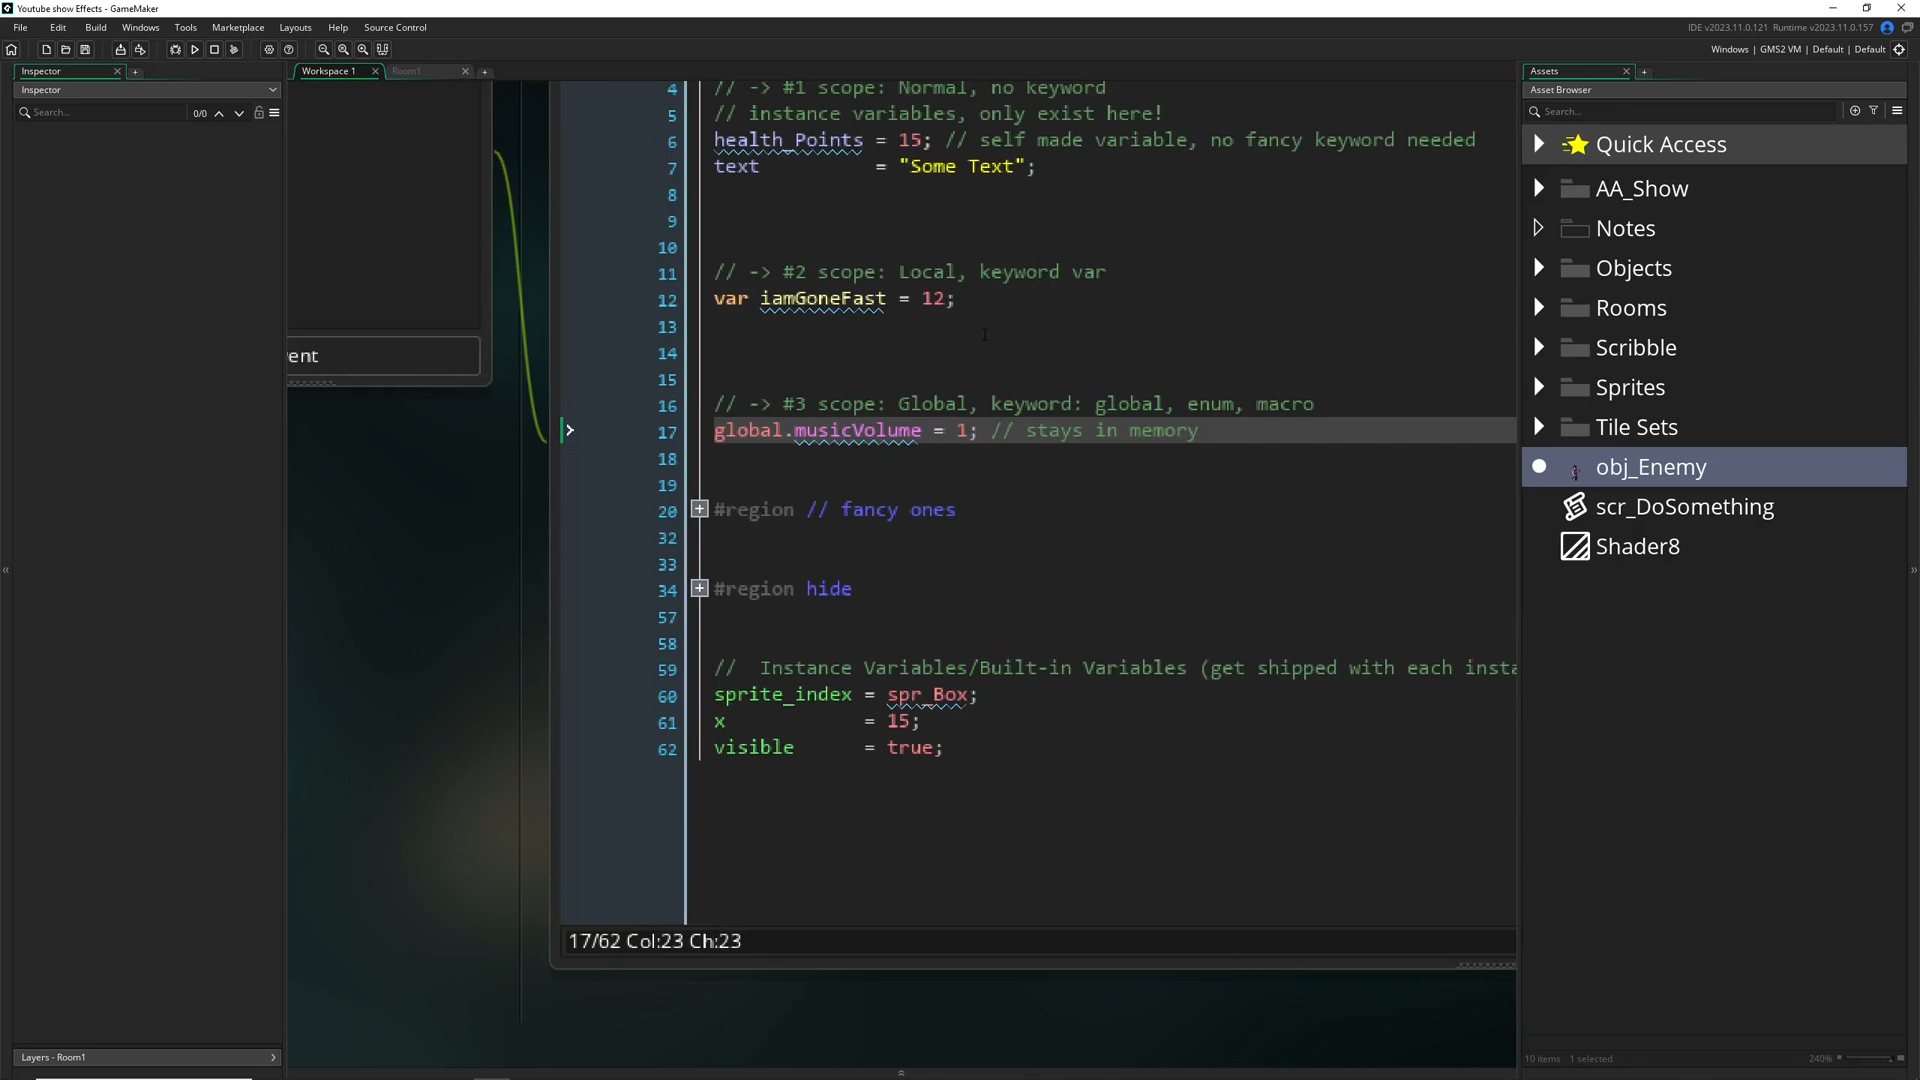 Youtube show Effects - GameMaker
File Edit Build Windows Tools Marketplace Layouts Help Source Control
IDE v2023.11.0.121 Runtime v2023.11.0.157
Windows | GMS2 VM | Default | Default
Inspector
Inspector
Search...
0/0
Layers - Room1
Workspace 1
Room1
ent
4 // -> #1 scope: Normal, no keyword
5 // instance variables, only exist here!
6 health_Points = 15; // self made variable, no fancy keyword needed
7 text = "Some Text";
8
9
10
11 // -> #2 scope: Local, keyword var
12 var iamGoneFast = 12;
13
14
15
16 // -> #3 scope: Global, keyword: global, enum, macro
17 global.musicVolume = 1; // stays in memory
18
19
20 #region // fancy ones
32
33
34 #region hide
57
58
59 // Instance Variables/Built-in Variables (get shipped with each insta
60 sprite_index = spr_Box;
61 x = 15;
62 visible = true;
17/62 Col:23 Ch:23
Assets
Asset Browser
Search...
Quick Access
AA_Show
Notes
Objects
Rooms
Scribble
Sprites
Tile Sets
obj_Enemy
scr_DoSomething
Shader8
10 items 1 selected
240%